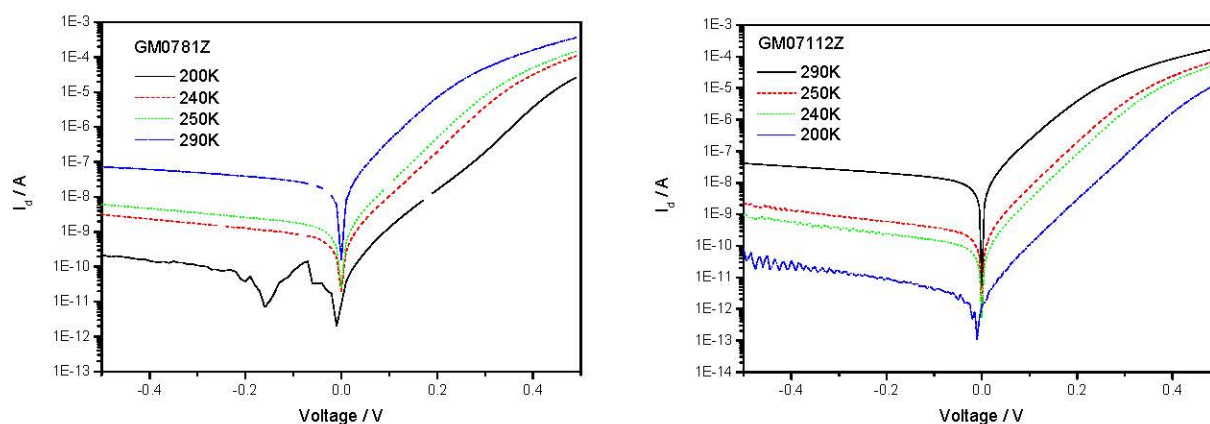 GM0781Z
200K
240K
250K
290K
I_d / A
1E-3
1E-4
1E-5
1E-6
1E-7
1E-8
1E-9
1E-10
1E-11
1E-12
1E-13
-0.4
-0.2
0.0
0.2
0.4
Voltage / V
GM07112Z
290K
250K
240K
200K
I_d / A
1E-3
1E-4
1E-5
1E-6
1E-7
1E-8
1E-9
1E-10
1E-11
1E-12
1E-13
1E-14
-0.4
-0.2
0.0
0.2
0.4
Voltage / V